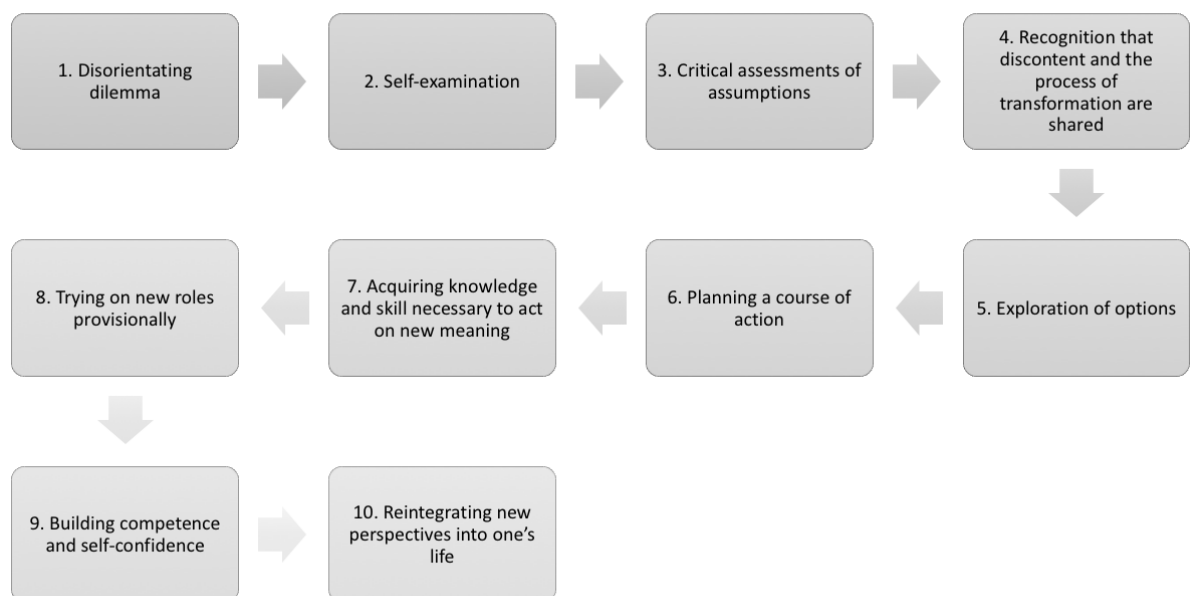 1. Disorientating
dilemma
2. Self-examination
3. Critical assessments of
assumptions
4. Recognition that
discontent and the
process of
transformation are
shared
5. Exploration of options
6. Planning a course of
action
7. Acquiring knowledge
and skill necessary to act
on new meaning
8. Trying on new roles
provisionally
9. Building competence
and self-confidence
10. Reintegrating new
perspectives into one’s
life